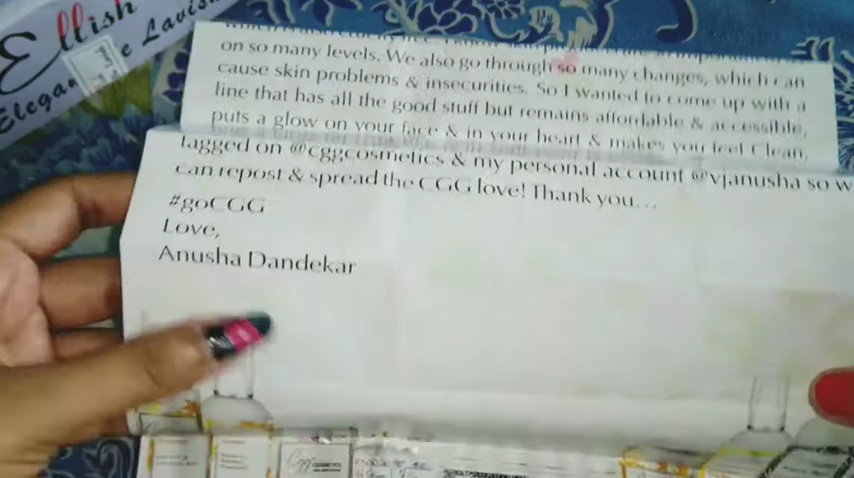 Ellish
on so many levels. We also go through so many changes, which can
cause skin problems & insecurities. So I wanted to come up with a
line that has all the good stuff but remains affordable & accessible,
puts a glow on your face & in your heart & makes you feel Clean,
tagged on @cggcosmetics & my personal account @vjanusha so w
can repost & spread the CGG love! Thank you...
#goCGG
Love,
Anusha Dandekar